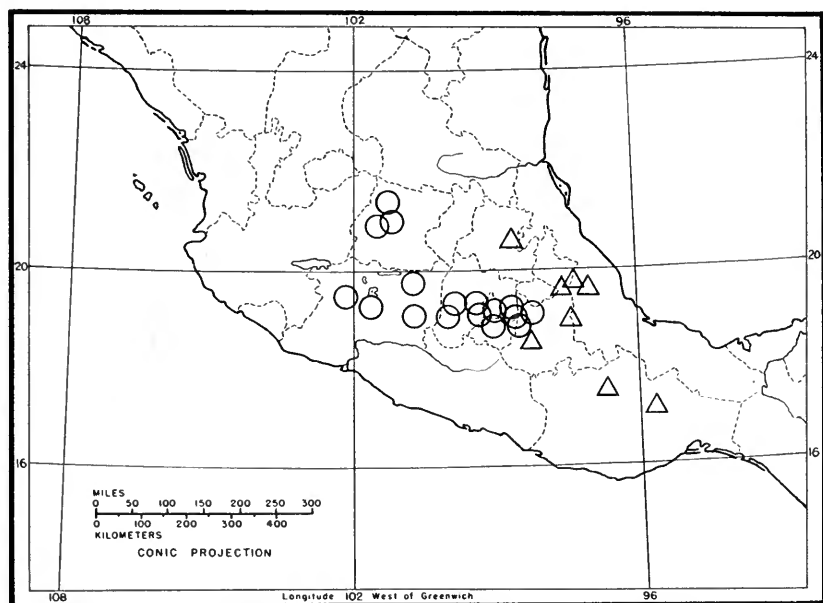 108 102 96
24 24
20 20
16 16
MILES
0 50 100 150 200 250 300
0 100 200 300 400
KILOMETERS
CONIC PROJECTION
108 102 96
Longitude West of Greenwich